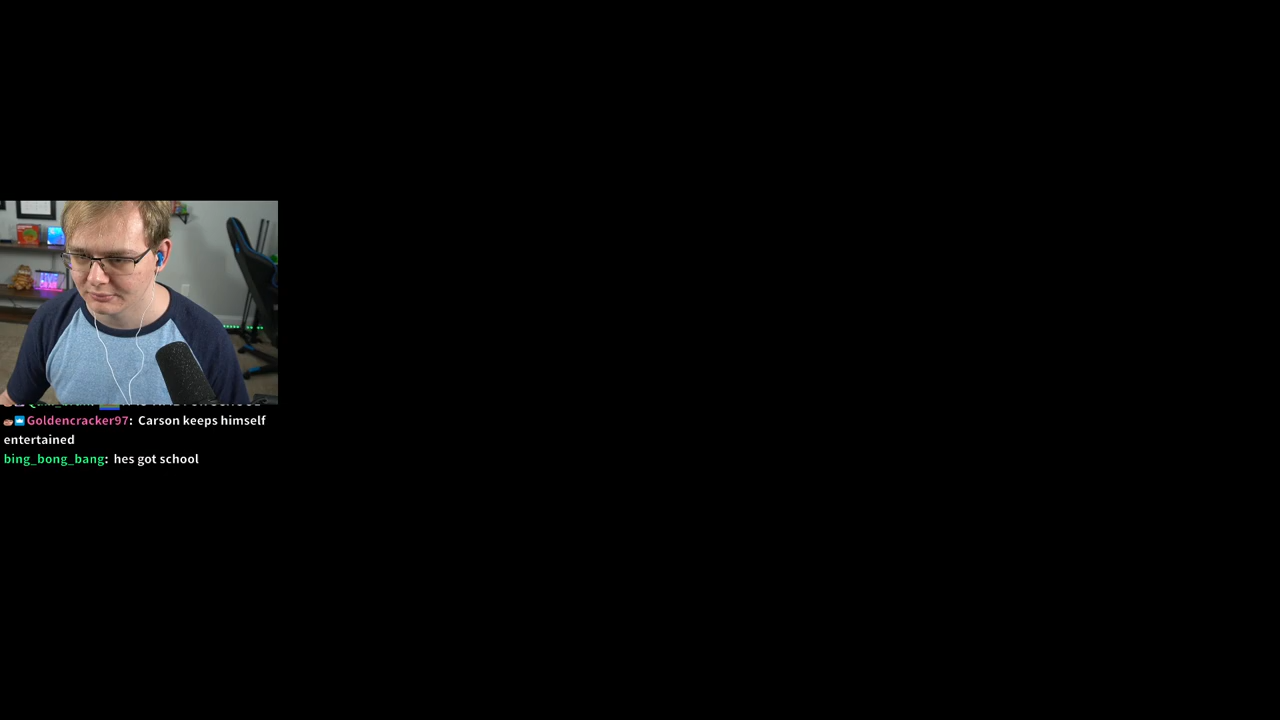 Goldencracker97: Carson keeps himself
entertained
bing_bong_bang: hes got school